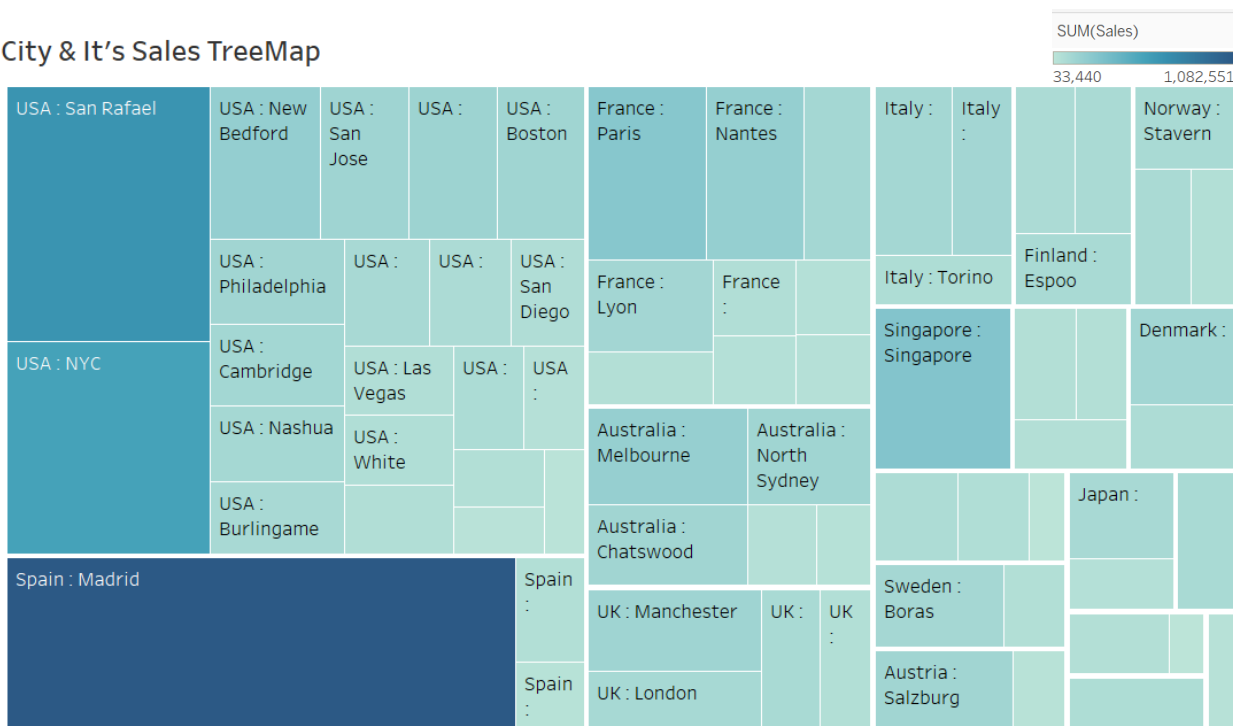 SUM(Sales)
33,440 1,082,551
City & It's Sales TreeMap
USA : San Rafael
USA : New
Bedford
USA :
San
Jose
USA :
USA :
Boston
USA :
Philadelphia
USA :
USA :
USA :
San
Diego
USA :
Cambridge
USA : NYC
USA : Las
Vegas
USA :
USA
:
USA : Nashua
USA :
White
USA :
Burlingame
Spain : Madrid
Spain
:
Spain
:
France :
Paris
France :
Nantes
France :
Lyon
France
:
Australia :
Melbourne
Australia :
North
Sydney
Australia :
Chatswood
UK : Manchester
UK :
UK
:
UK : London
Italy :
Italy
:
Italy : Torino
Finland :
Espoo
Norway :
Stavern
Singapore :
Singapore
Denmark :
Japan :
Sweden :
Boras
Austria :
Salzburg